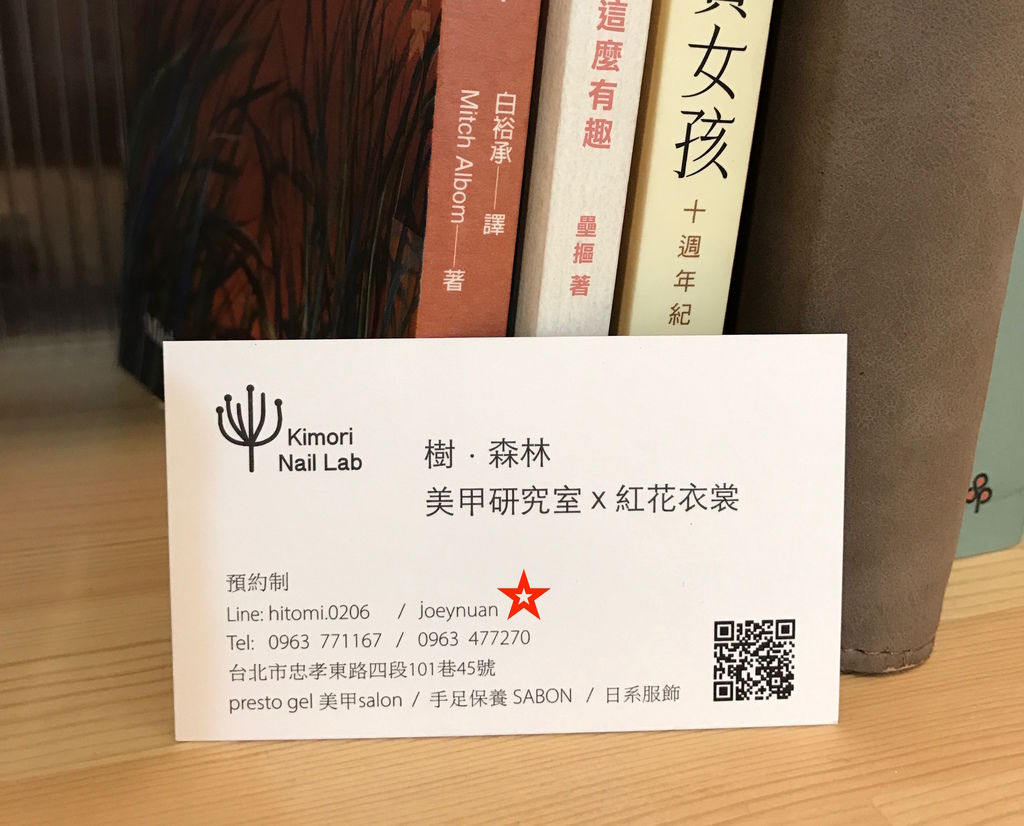 白裕承──譯
Mitch Albom──著
這麼有趣
壘摳 著
女孩
十週年紀
Kimori
Nail Lab
樹．森林
美甲研究室 x 紅花衣裳
預約制
Line: hitomi.0206 / joeynuan
Tel: 0963 771167 / 0963 477270
台北市忠孝東路四段101巷45號
presto gel 美甲salon / 手足保養 SABON / 日系服飾